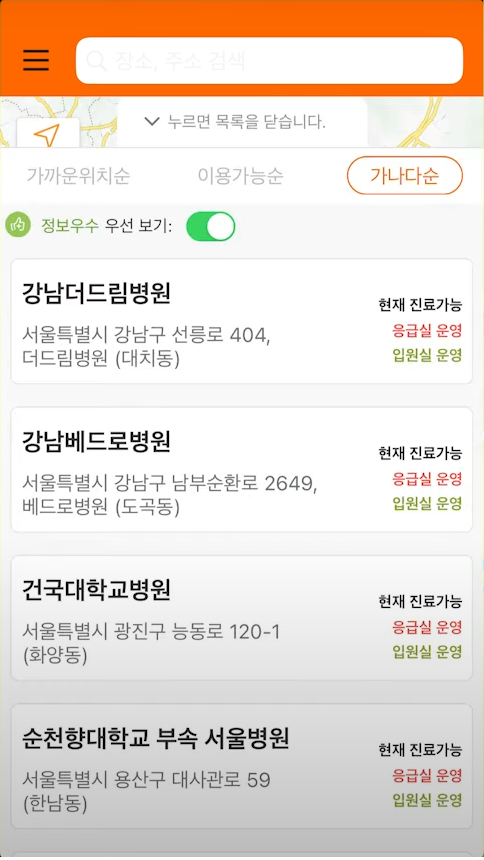 장소, 주소 검색
누르면 목록을 닫습니다.
가까운위치순 이용가능순 가나다순
정보우수 우선 보기:
강남더드림병원
현재 진료가능
서울특별시 강남구 선릉로 404,
응급실 운영
더드림병원 (대치동)
입원실 운영
강남베드로병원
현재 진료가능
서울특별시 강남구 남부순환로 2649,
응급실 운영
베드로병원 (도곡동)
입원실 운영
건국대학교병원
현재 진료가능
서울특별시 광진구 능동로 120-1
응급실 운영
(화양동)
입원실 운영
순천향대학교 부속 서울병원
현재 진료가능
서울특별시 용산구 대사관로 59
응급실 운영
(한남동)
입원실 운영